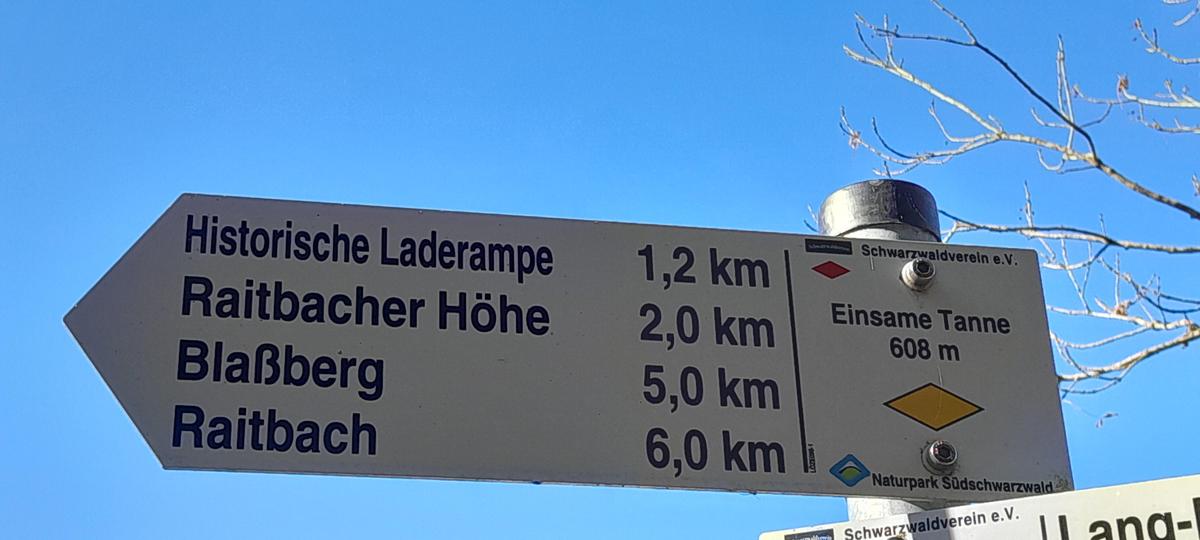 Historische Laderampe 1,2 km
Raitbacher Höhe 2,0 km
Blaßberg 5,0 km
Raitbach 6,0 km
Schwarzwaldverein e.V.
Einsame Tanne
608 m
Naturpark Südschwarzwald
Schwarzwaldverein e.V.
Lang-